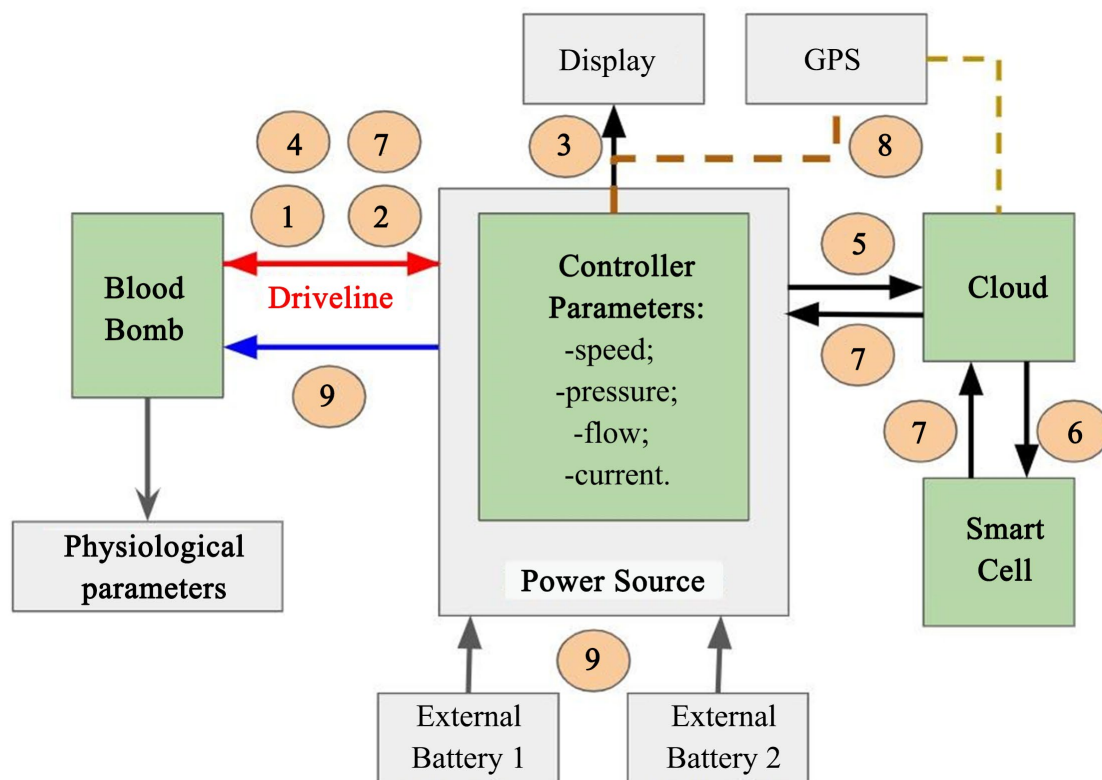 Display
GPS
4
7
3
8
1
2
5
Blood
Bomb
Driveline
Controller
Parameters:
-speed;
-pressure;
-flow;
-current.
Cloud
7
9
7
6
Physiological
parameters
Power Source
Smart
Cell
9
External
Battery 1
External
Battery 2